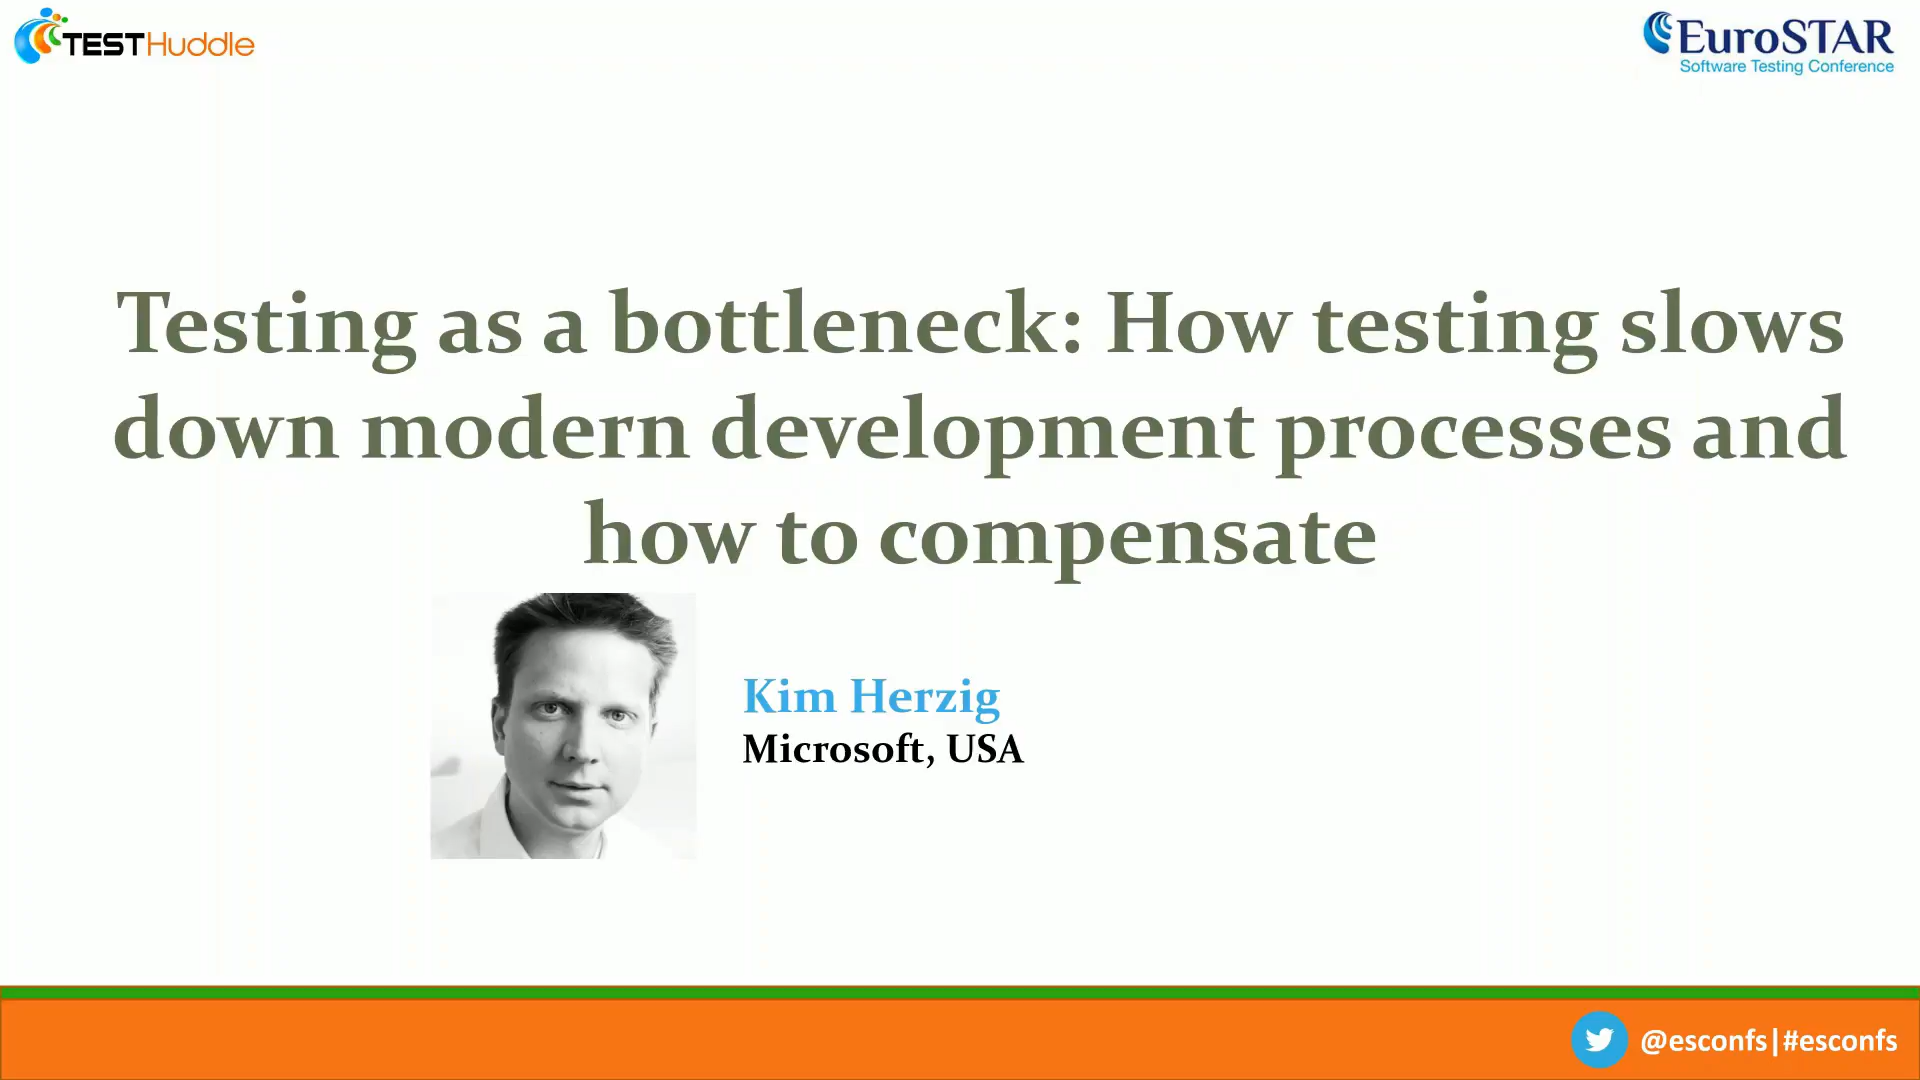 TESTHuddle
EuroSTAR
Software Testing Conference
Testing as a bottleneck: How testing slows
down modern development processes and
how to compensate
Kim Herzig
Microsoft, USA
@esconfs|#esconfs